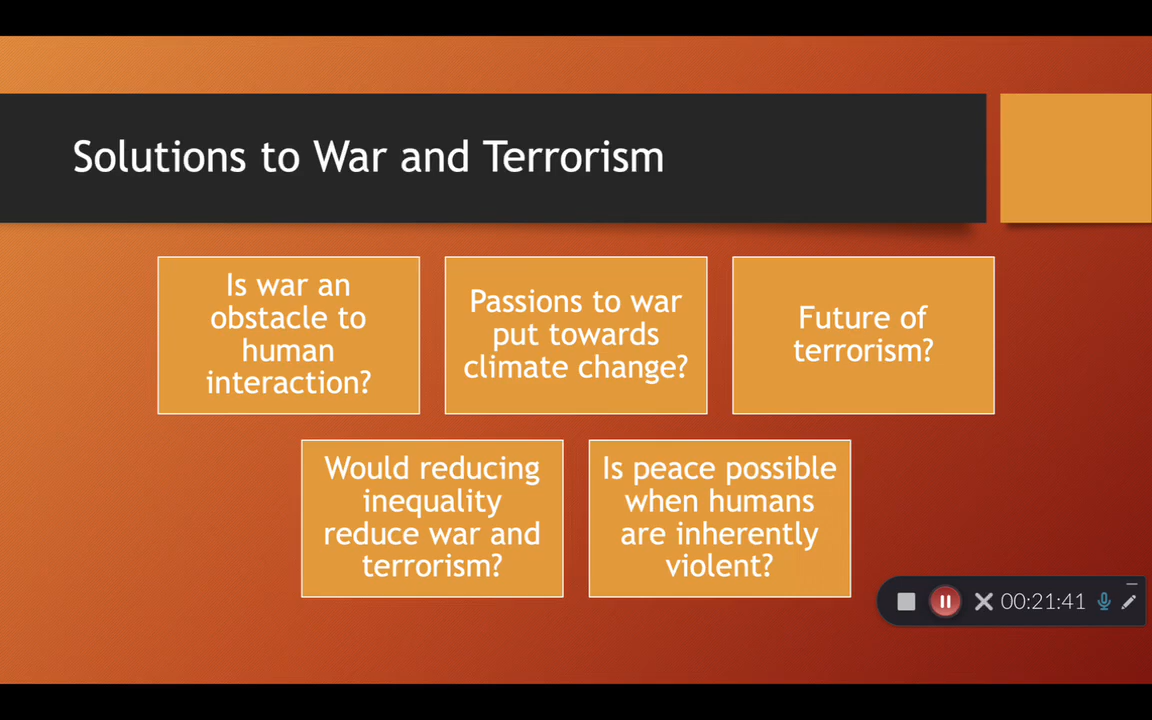 Solutions to War and Terrorism
Is war an
obstacle to
human
interaction?
Passions to war
put towards
climate change?
Future of
terrorism?
Would reducing
inequality
reduce war and
terrorism?
Is peace possible
when humans
are inherently
violent?
00:21:41